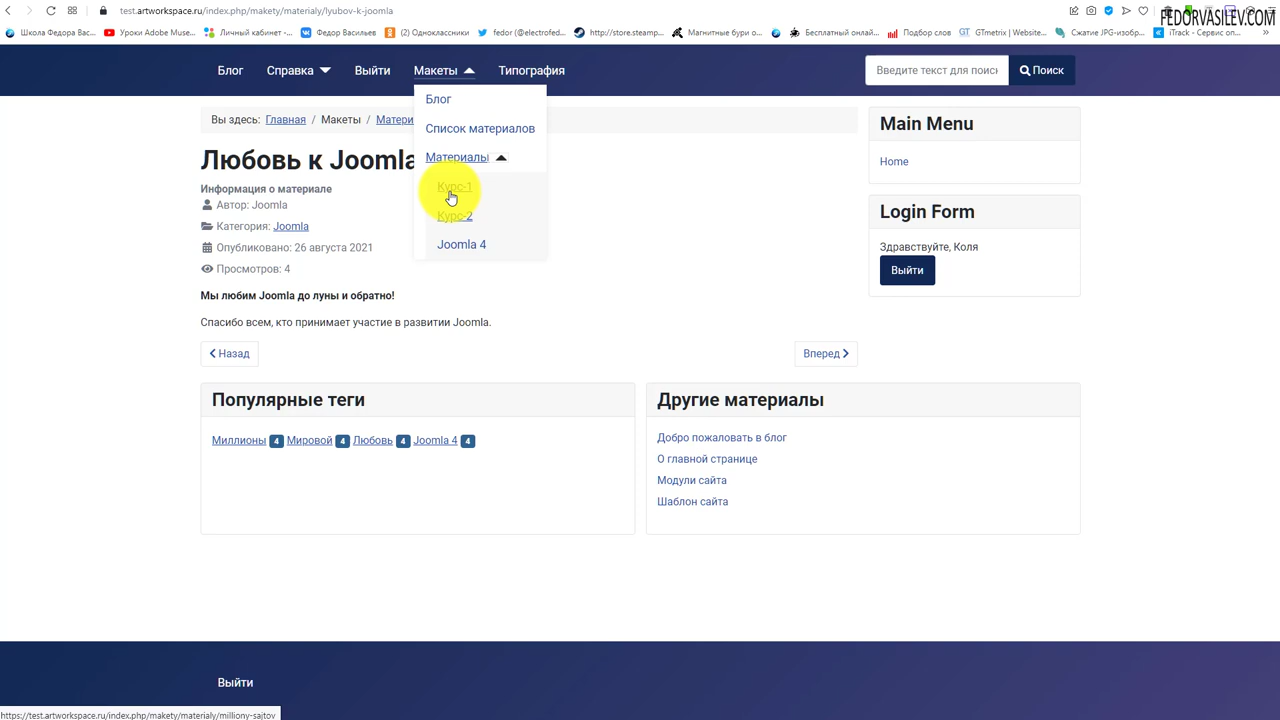 test.artworkspace.ru/index.php/makety/materialy/lyubov-k-joomla
FEDORVASILEV.COM
Школа Федора Вас... Уроки Adobe Muse... Личный кабинет -... Федор Васильев (2) Одноклассники fedor (@electrofed... http://store.steamp... Магнитные бури о... Бесплатный онлай... Подбор слов GTmetrix | Website... Сжатие JPG-изобр... iTrack - Сервис оп...
Блог Справка Выйти Макеты Типография Введите текст для поиска Поиск
Блог
Список материалов
Материалы
Курс-1
Курс-2
Joomla 4
Вы здесь: Главная / Макеты / Матери
Любовь к Joomla
Информация о материале
Автор: Joomla
Категория: Joomla
Опубликовано: 26 августа 2021
Просмотров: 4
Мы любим Joomla до луны и обратно!
Спасибо всем, кто принимает участие в развитии Joomla.
Назад Вперед
Main Menu
Home
Login Form
Здравствуйте, Коля
Выйти
Популярные теги
Миллионы 4 Мировой 4 Любовь 4 Joomla 4 4
Другие материалы
Добро пожаловать в блог
О главной странице
Модули сайта
Шаблон сайта
Выйти
https://test.artworkspace.ru/index.php/makety/materialy/milliony-sajtov